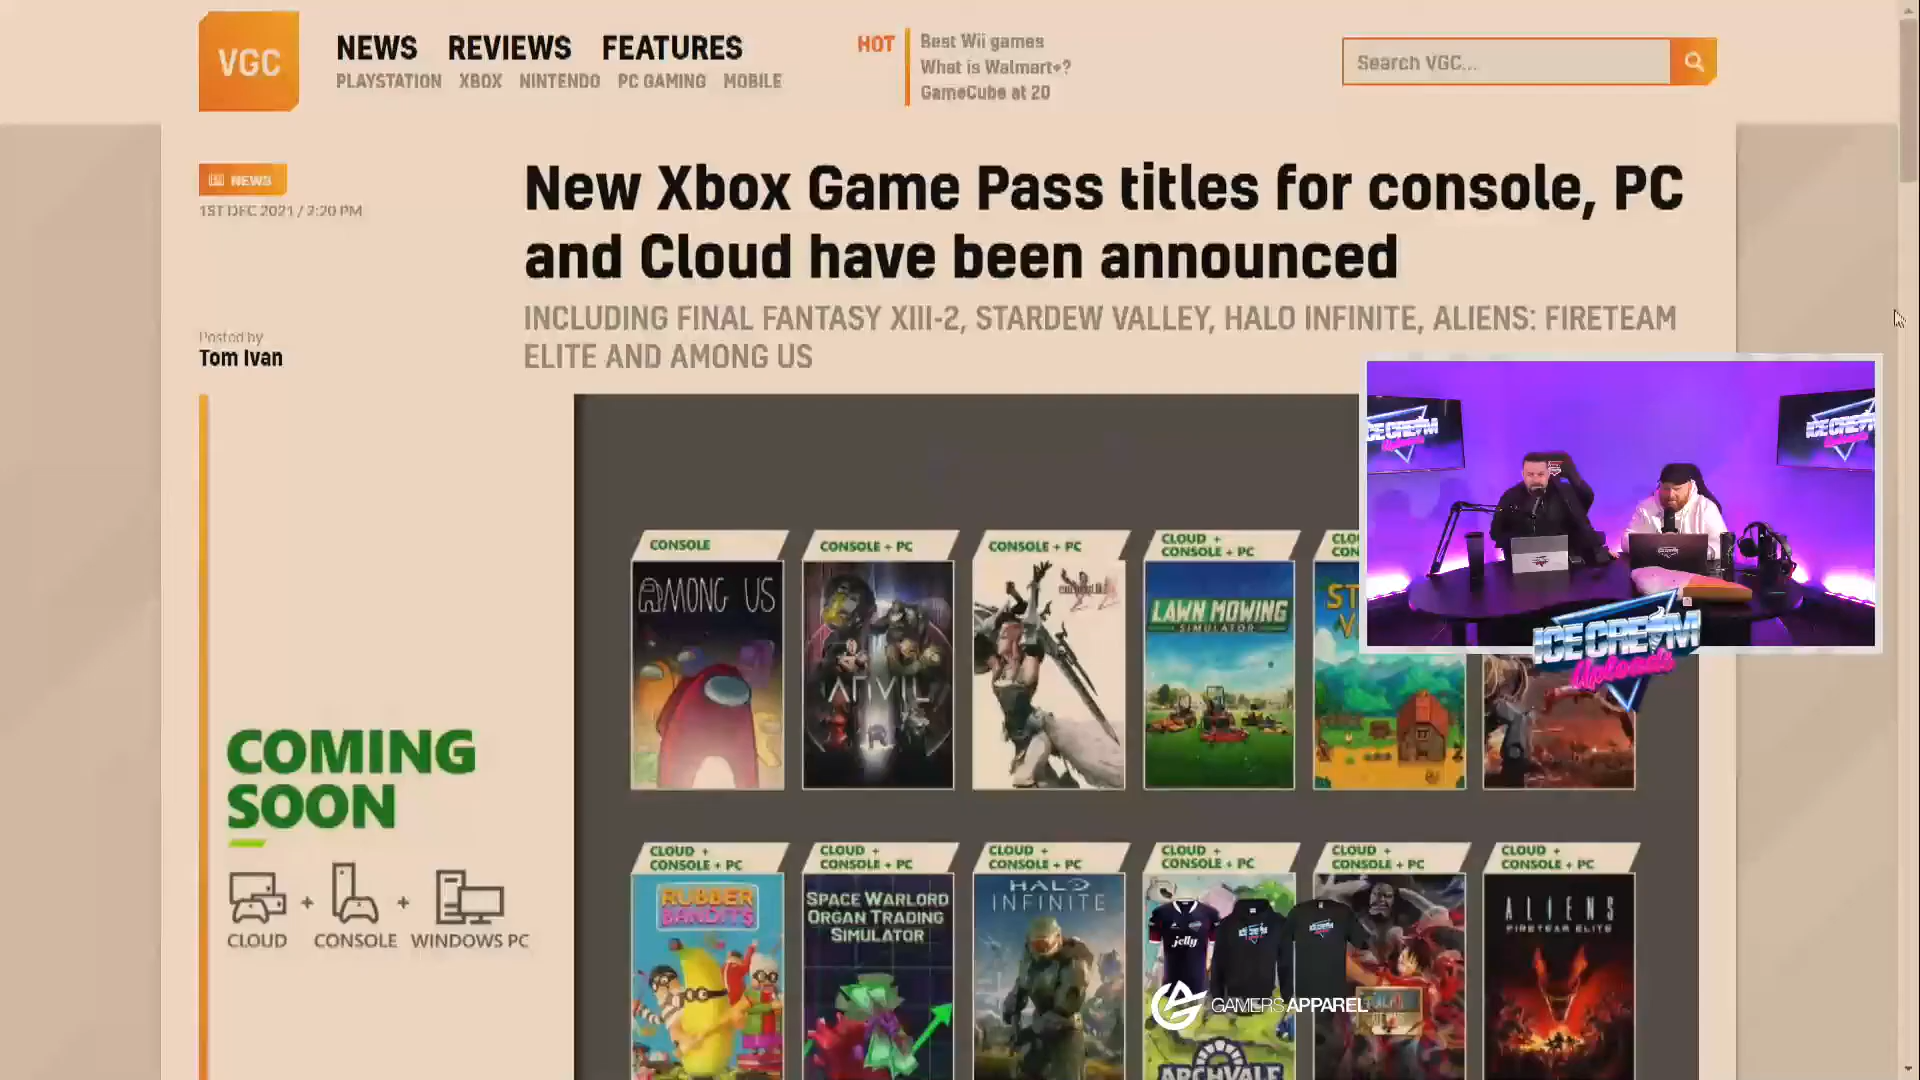 VGC
NEWS REVIEWS FEATURES
PLAYSTATION XBOX NINTENDO PC GAMING MOBILE
HOT
Best Wii games
What is Walmart+?
GameCube at 20
Search VGC...
NEWS
1ST DEC 2021 / 2:20 PM
New Xbox Game Pass titles for console, PC
and Cloud have been announced
INCLUDING FINAL FANTASY XIII-2, STARDEW VALLEY, HALO INFINITE, ALIENS: FIRETEAM
ELITE AND AMONG US
Posted by
Tom Ivan
COMING
SOON
CLOUD + CONSOLE + WINDOWS PC
CONSOLE
AMONG US
CONSOLE + PC
ANVIL
CONSOLE + PC
CLOUD +
CONSOLE + PC
LAWN MOWING
SIMULATOR
ICE CREAM
Uploads
CLOUD +
CONSOLE + PC
RUBBER
BANDITS
CLOUD +
CONSOLE + PC
SPACE WARLORD
ORGAN TRADING
SIMULATOR
CLOUD +
CONSOLE + PC
HALO
INFINITE
CLOUD +
CONSOLE + PC
jelly
ARCHVALE
CLOUD +
CONSOLE + PC
CLOUD +
CONSOLE + PC
ALIENS
FIRETEAM ELITE
GAMERSAPPAREL